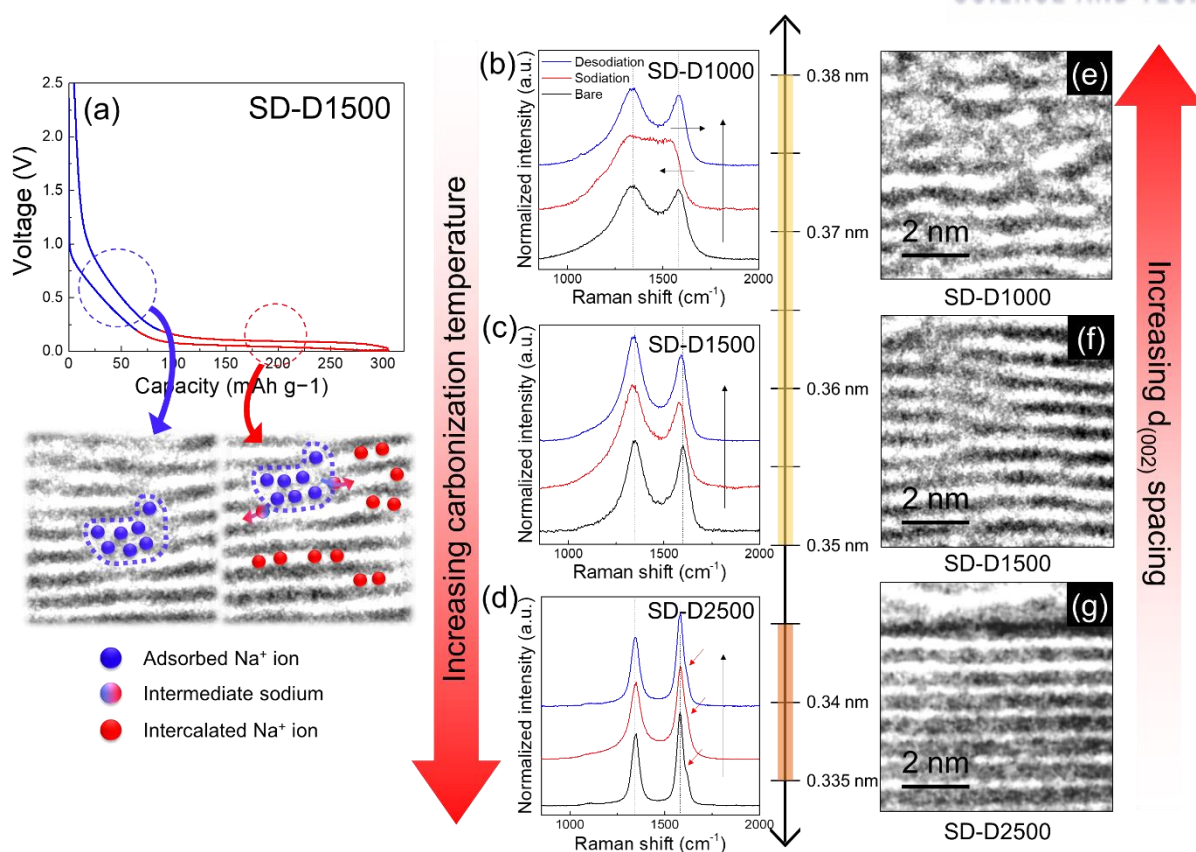 (a)
SD-D1500
2.5
2.0
1.5
1.0
0.5
0.0
Voltage (V)
0 50 100 150 200 250 300
Capacity (mAh g−1)
Adsorbed Na⁺ ion
Intermediate sodium
Intercalated Na⁺ ion
Increasing carbonization temperature
(b)
Desodiation
Sodiation
Bare
SD-D1000
Normalized intensity (a.u.)
1000 1500 2000
Raman shift (cm⁻¹)
(c)
SD-D1500
Normalized intensity (a.u.)
1000 1500 2000
Raman shift (cm⁻¹)
(d)
SD-D2500
Normalized intensity (a.u.)
1000 1500 2000
Raman shift (cm⁻¹)
0.38 nm
0.37 nm
0.36 nm
0.35 nm
0.34 nm
0.335 nm
(e)
2 nm
SD-D1000
(f)
2 nm
SD-D1500
(g)
2 nm
SD-D2500
Increasing d₍₀₀₂₎ spacing